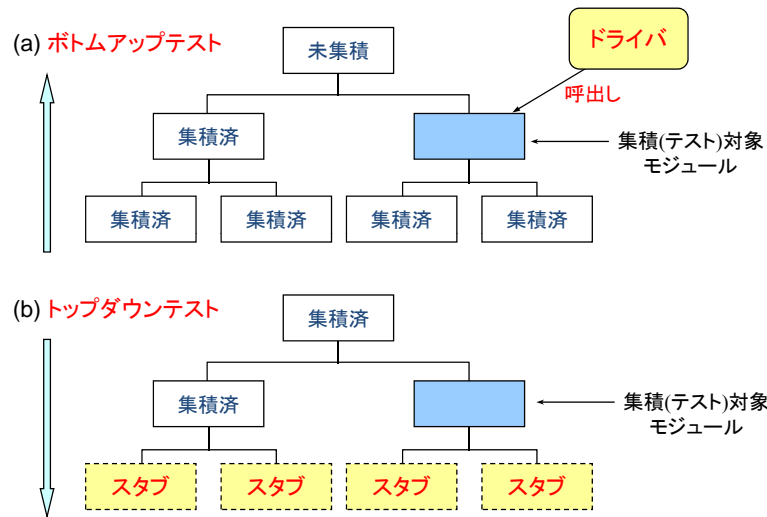 (a) ボトムアップテスト
未集積
ドライバ
呼出し
集積済
集積(テスト)対象
モジュール
集積済
集積済
集積済
集積済
(b) トップダウンテスト
集積済
集積済
集積(テスト)対象
モジュール
スタブ
スタブ
スタブ
スタブ